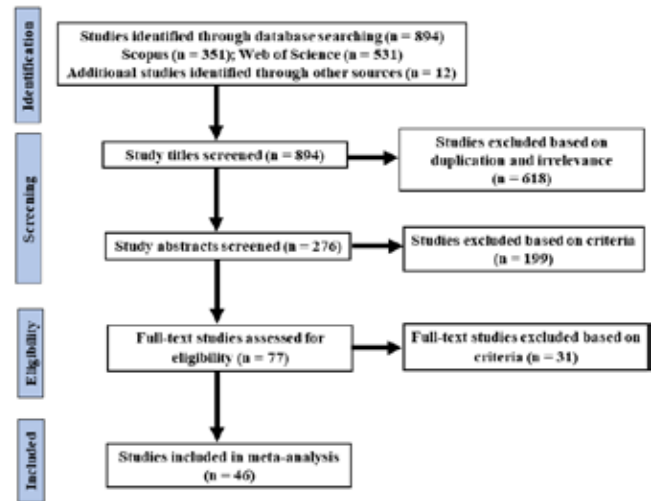 Identification
Studies identified through database searching (n = 894)
Scopus (n = 351); Web of Science (n = 531)
Additional studies identified through other sources (n = 12)
Screening
Study titles screened (n = 894)
Studies excluded based on
duplication and irrelevance
(n = 618)
Study abstracts screened (n = 276)
Studies excluded based on criteria
(n = 199)
Eligibility
Full-text studies assessed for
eligibility (n = 77)
Full-text studies excluded based on
criteria (n = 31)
Included
Studies included in meta-analysis
(n = 46)